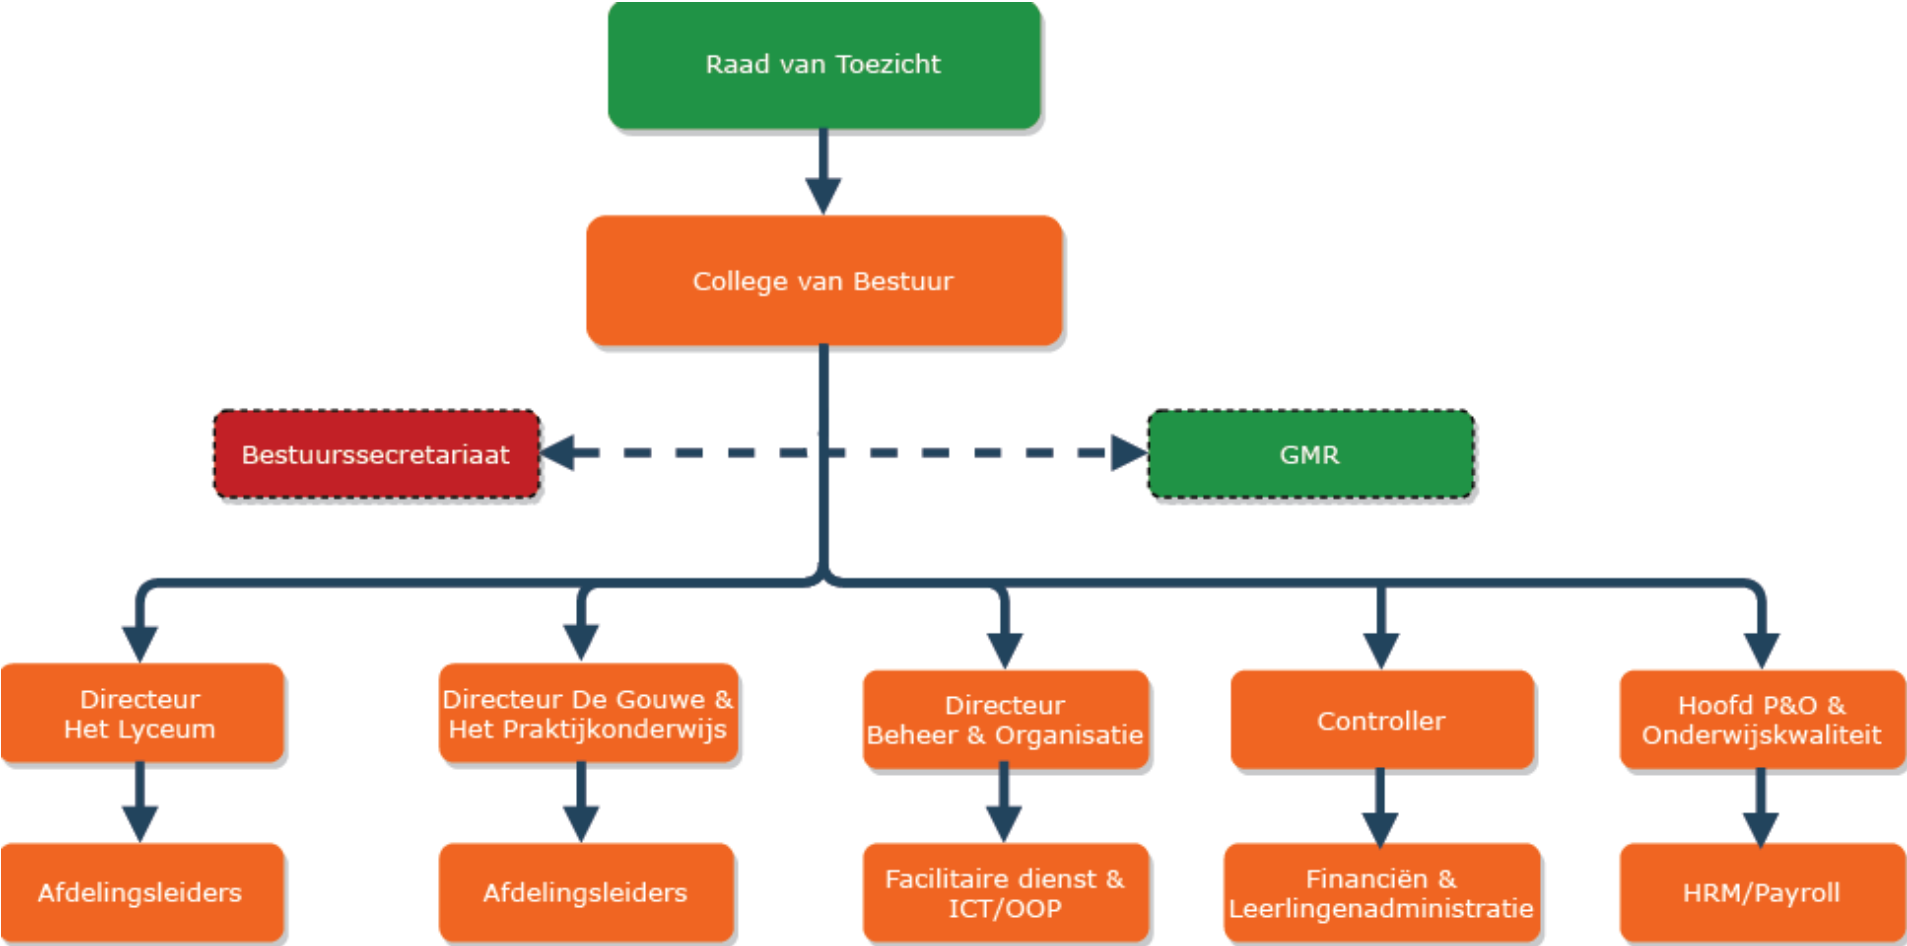 Raad van Toezicht
College van Bestuur
Bestuurssecretariaat
GMR
Directeur
Het Lyceum
Directeur De Gouwe &
Het Praktijkonderwijs
Directeur
Beheer & Organisatie
Controller
Hoofd P&O &
Onderwijskwaliteit
Afdelingsleiders
Afdelingsleiders
Facilitaire dienst &
ICT/OOP
Financiën &
Leerlingenadministratie
HRM/Payroll